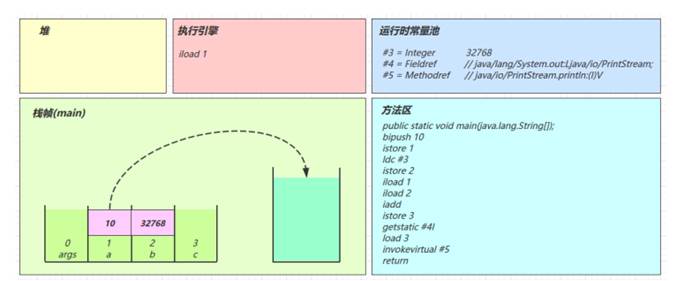 堆
执行引擎
iload 1
运行时常量池
#3 = Integer 32768
#4 = Fieldref // java/lang/System.out:Ljava/io/PrintStream;
#5 = Methodref // java/io/PrintStream.println:(I)V
栈帧(main)
10 32768
0 1 2 3
args a b c
方法区
public static void main(java.lang.String[]);
bipush 10
istore 1
ldc #3
istore 2
iload 1
iload 2
iadd
istore 3
getstatic #4l
load 3
invokevirtual #5
return